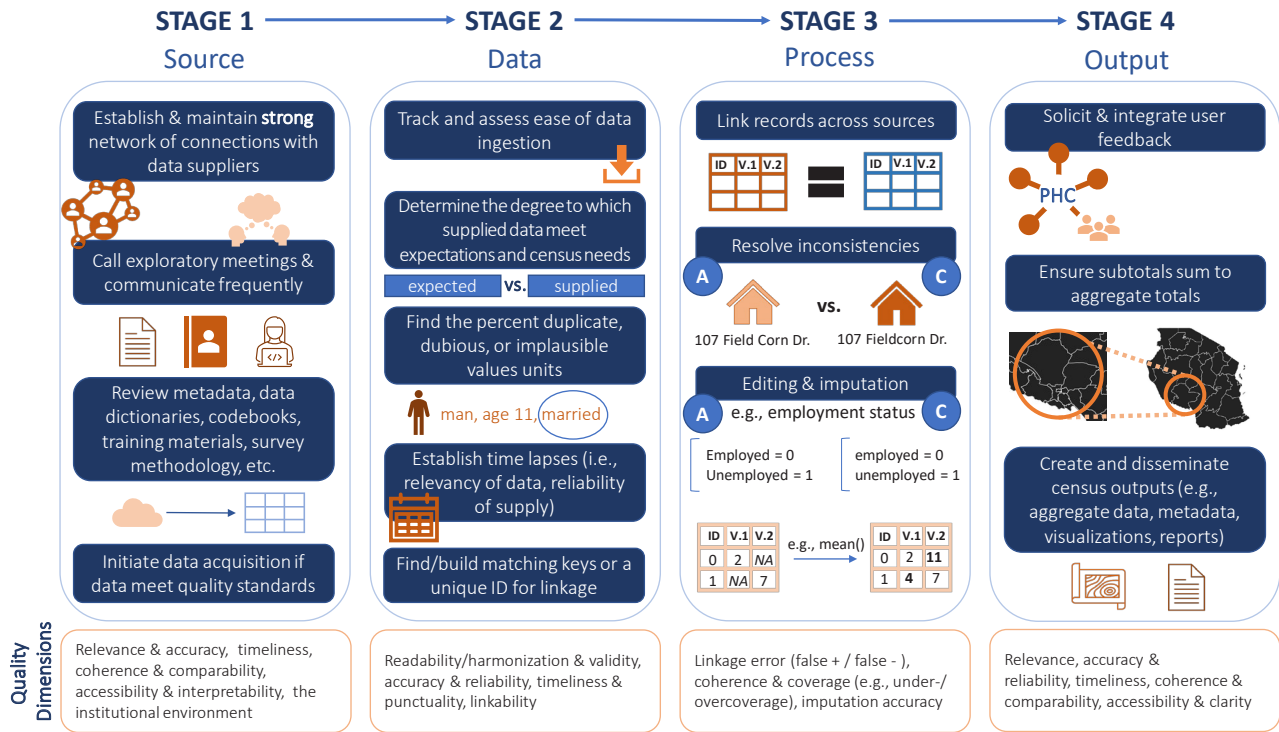 STAGE 1
STAGE 2
STAGE 3
STAGE 4
Source
Data
Process
Output
Establish & maintain strong
network of connections with
data suppliers
Call exploratory meetings &
communicate frequently
Review metadata, data
dictionaries, codebooks,
training materials, survey
methodology, etc.
Initiate data acquisition if
data meet quality standards
Track and assess ease of data
ingestion
Determine the degree to which
supplied data meet
expectations and census needs
expected vs. supplied
Find the percent duplicate,
dubious, or implausible
values units
man, age 11, married
Establish time lapses (i.e.,
relevancy of data, reliability
of supply)
Find/build matching keys or a
unique ID for linkage
Link records across sources
ID V.1 V.2
ID V.1 V.2
Resolve inconsistencies
A
C
vs.
107 Field Corn Dr.
107 Fieldcorn Dr.
Editing & imputation
A
C
e.g., employment status
Employed = 0
Unemployed = 1
employed = 0
unemployed = 1
ID V.1 V.2
0 2 NA
1 NA 7
e.g., mean()
ID V.1 V.2
0 2 11
1 4 7
Solicit & integrate user
feedback
PHC
Ensure subtotals sum to
aggregate totals
Create and disseminate
census outputs (e.g.,
aggregate data, metadata,
visualizations, reports)
Quality
Dimensions
Relevance & accuracy, timeliness,
coherence & comparability,
accessibility & interpretability, the
institutional environment
Readability/harmonization & validity,
accuracy & reliability, timeliness &
punctuality, linkability
Linkage error (false + / false - ),
coherence & coverage (e.g., under-/
overcoverage), imputation accuracy
Relevance, accuracy &
reliability, timeliness, coherence &
comparability, accessibility & clarity